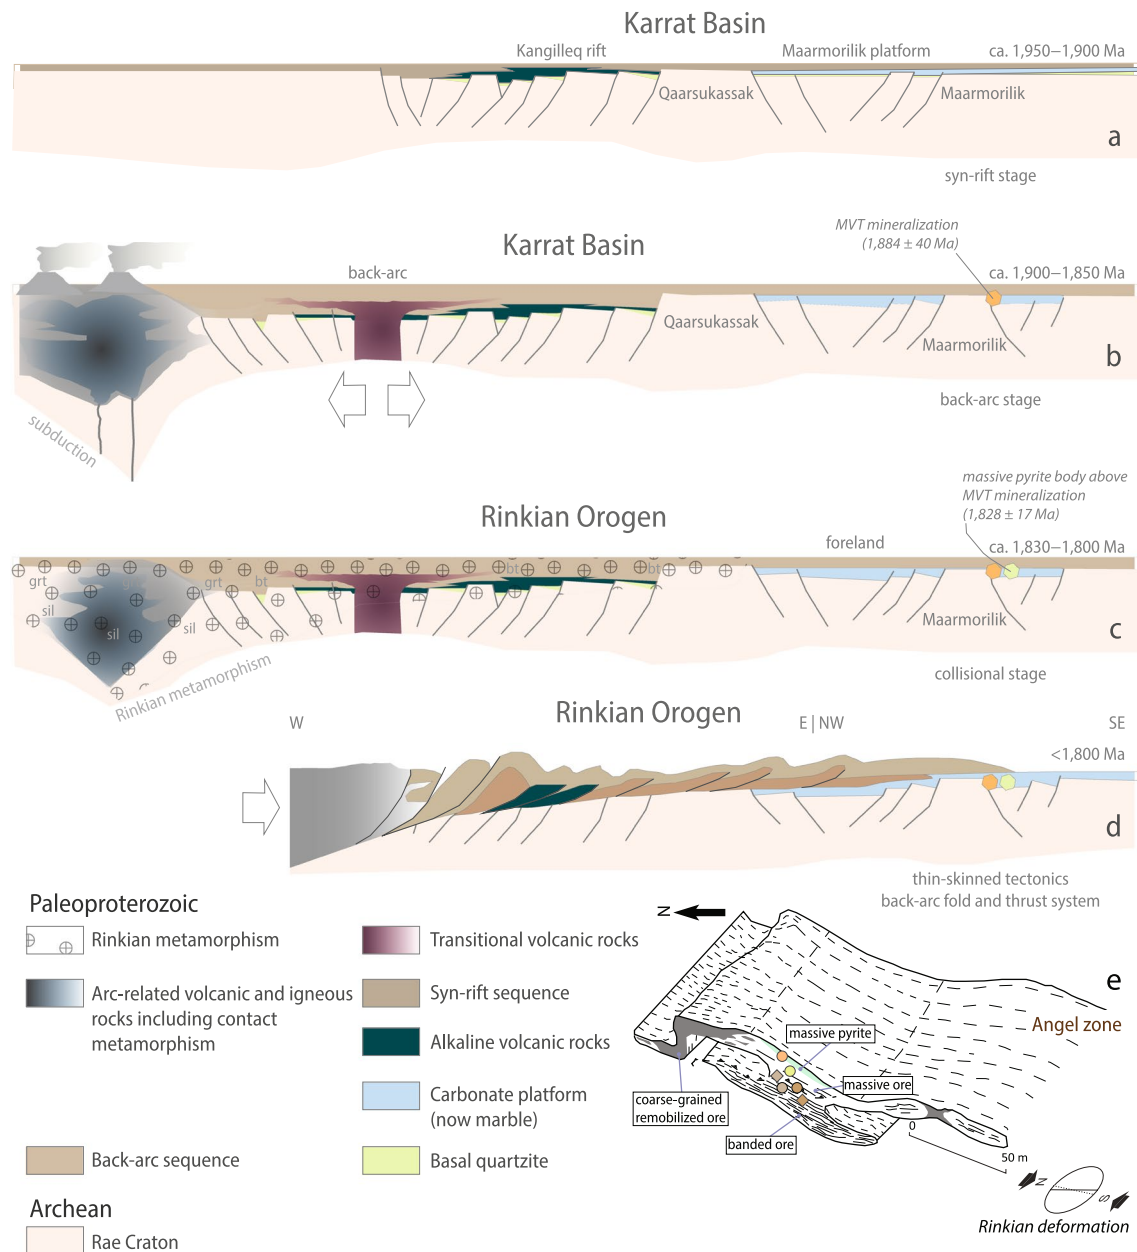 Karrat Basin
Kangilleq rift
Maarmorilik platform
ca. 1,950–1,900 Ma
Qaarsukassak
Maarmorilik
a
syn-rift stage
MVT mineralization
(1,884 ± 40 Ma)
Karrat Basin
back-arc
ca. 1,900–1,850 Ma
Qaarsukassak
Maarmorilik
b
back-arc stage
subduction
massive pyrite body above
MVT mineralization
(1,828 ± 17 Ma)
Rinkian Orogen
foreland
ca. 1,830–1,800 Ma
grt
grt
grt
bt
bt
bt
sil
sil
sil
Maarmorilik
c
collisional stage
Rinkian metamorphism
Rinkian Orogen
W
E | NW
SE
<1,800 Ma
d
thin-skinned tectonics
back-arc fold and thrust system
Paleoproterozoic
Rinkian metamorphism
Arc-related volcanic and igneous
rocks including contact
metamorphism
Back-arc sequence
Archean
Rae Craton
Transitional volcanic rocks
Syn-rift sequence
Alkaline volcanic rocks
Carbonate platform
(now marble)
Basal quartzite
N
e
Angel zone
massive pyrite
massive ore
coarse-grained
remobilized ore
banded ore
0
50 m
N
S
Rinkian deformation